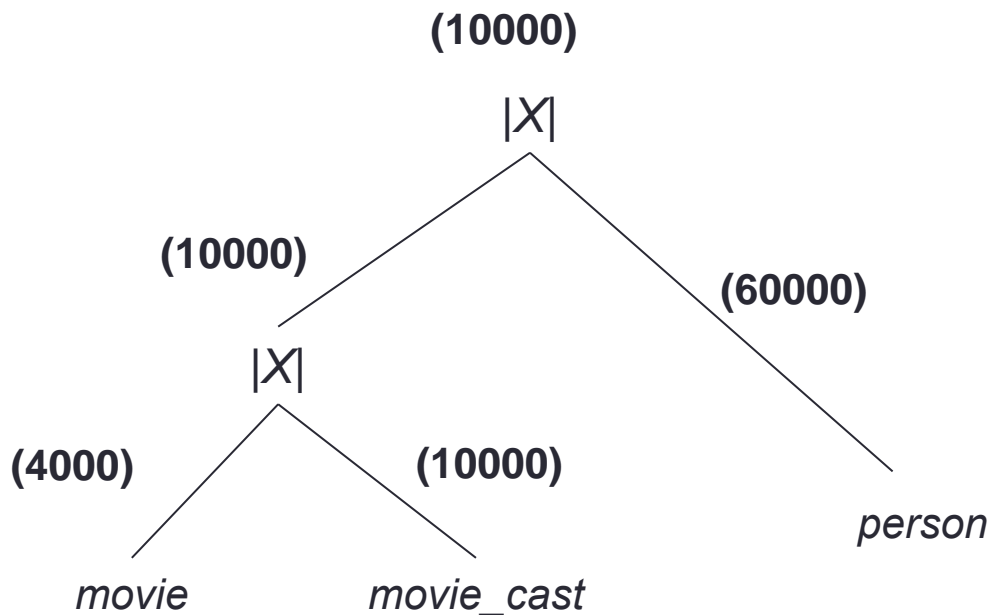 (10000)
|X|
(10000)
(60000)
|X|
(4000)
(10000)
person
movie
movie_cast